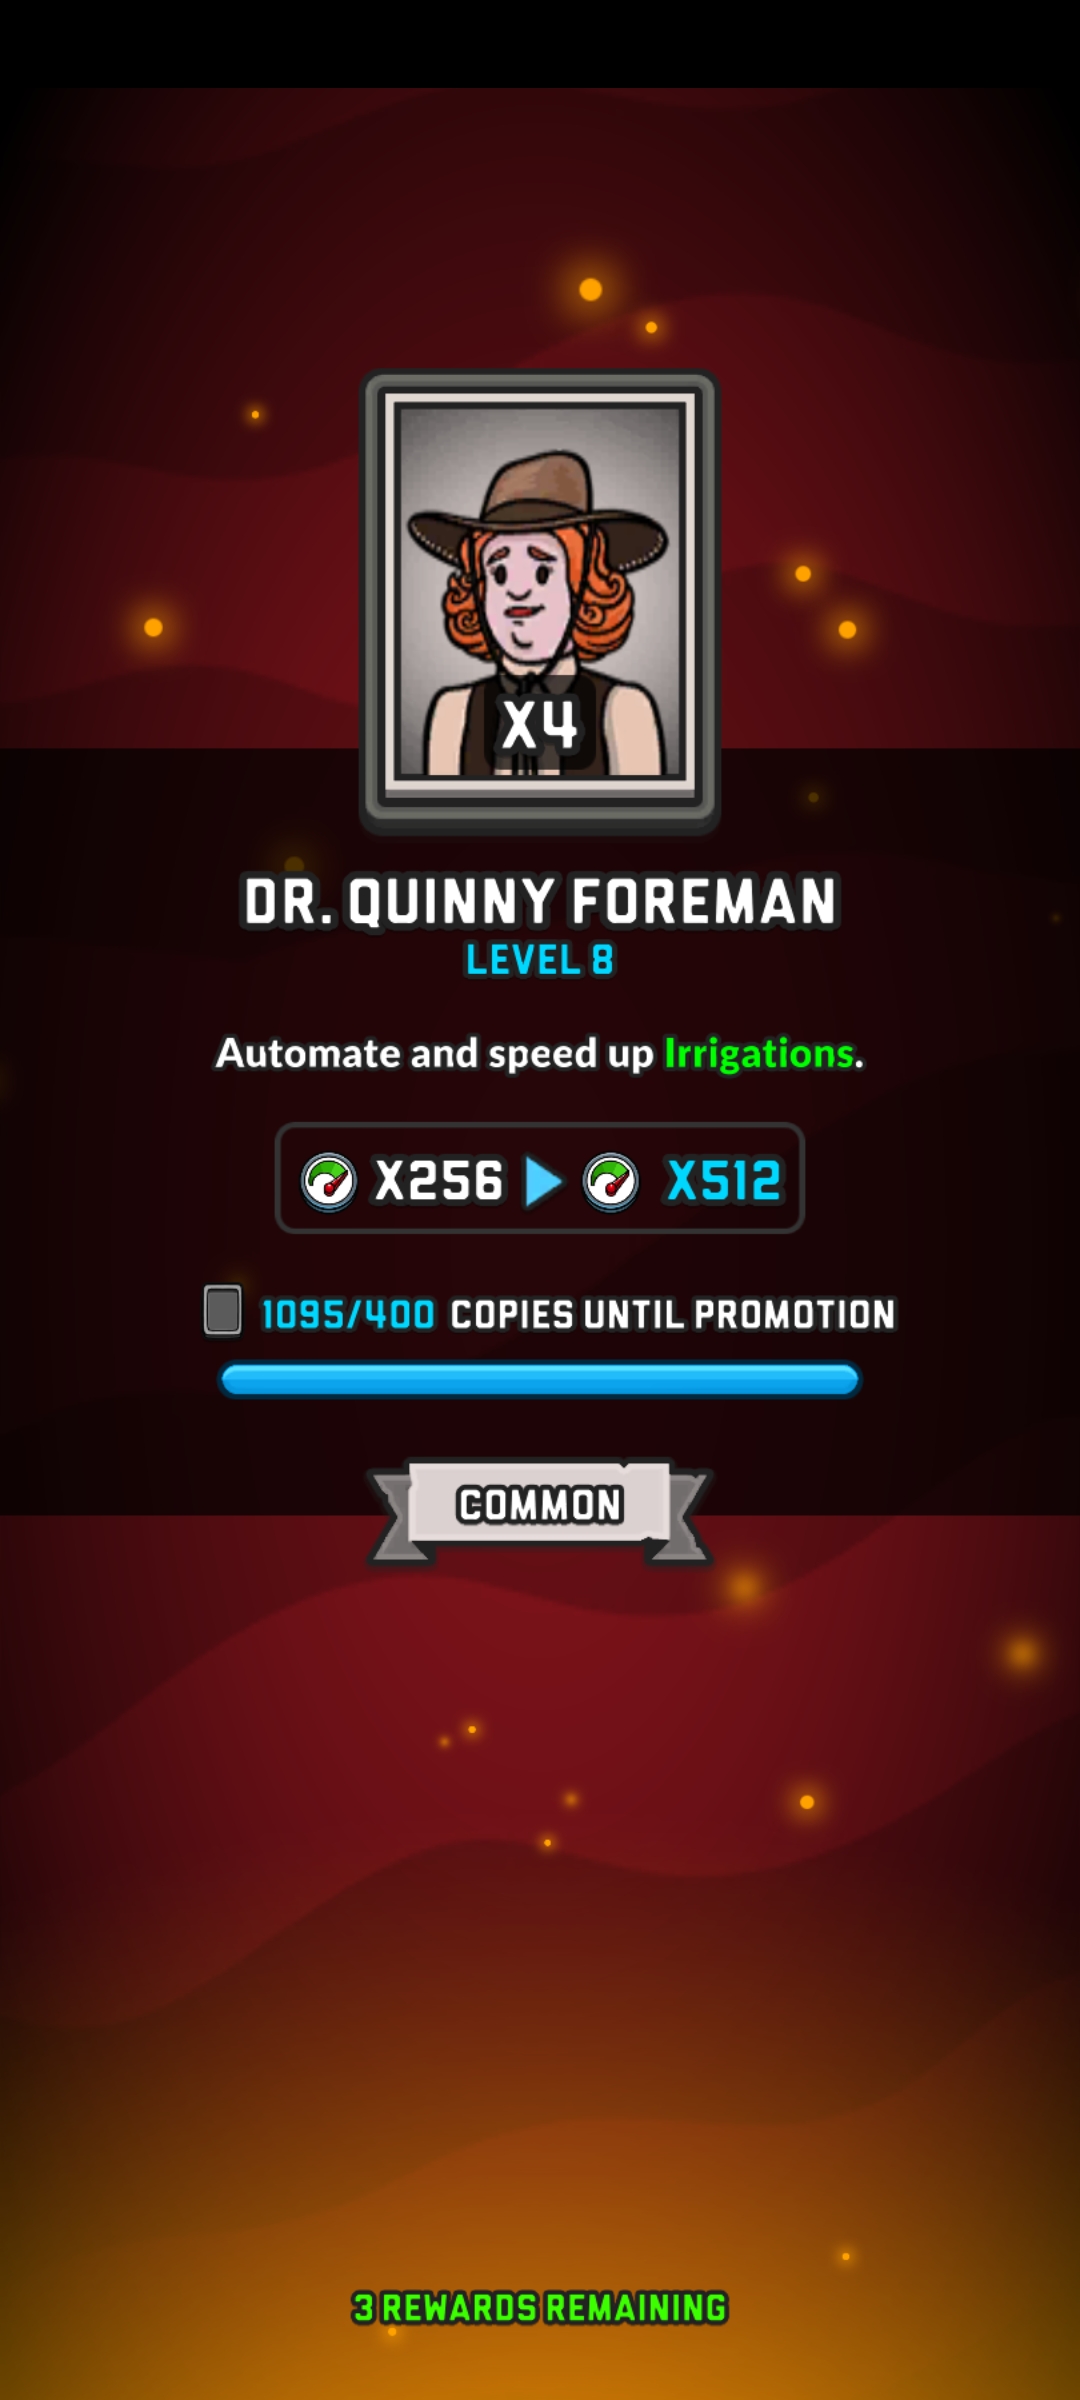 X4
DR. QUINNY FOREMAN
LEVEL 8
Automate and speed up Irrigations.
X256 X512
1095/400 COPIES UNTIL PROMOTION
COMMON
3 REWARDS REMAINING